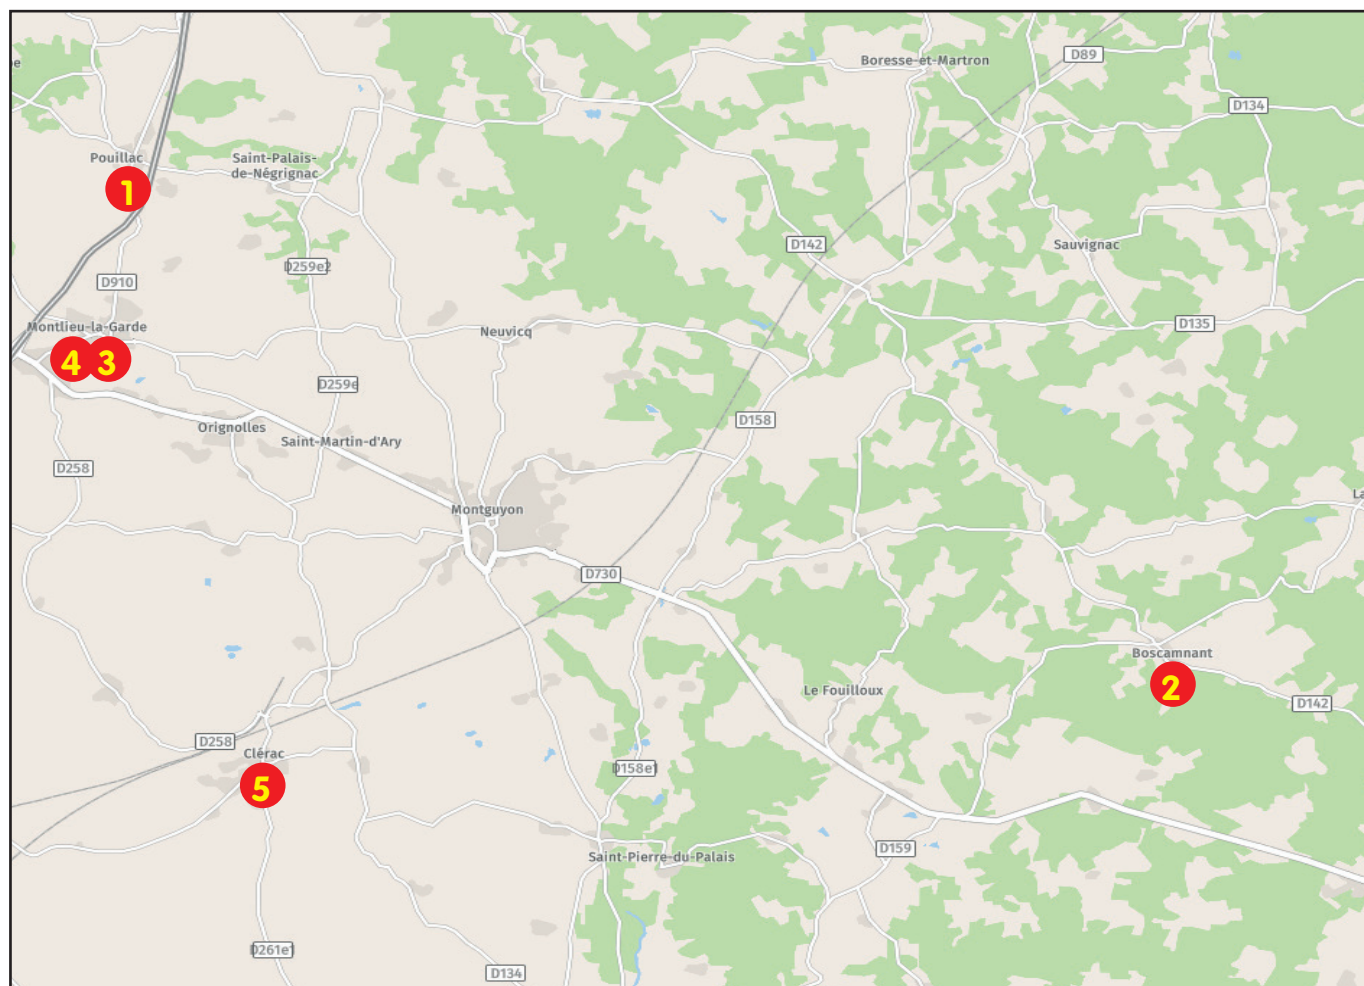 D89
Boresse-et-Martron
pe
D134
Pouillac
Saint-Palais-
de-Négrignac
1
Sauvignac
D142
D259e2
D910
Montlieu-la-Garde
Neuvicq
D135
4
3
D259e
D158
Orignolles
Saint-Martin-d'Ary
D258
La
Montguyon
D730
Boscamnant
2
Le Fouilloux
D142
D258
Clérac
D158e1
5
D159
Saint-Pierre-du-Palais
D261e1
D134